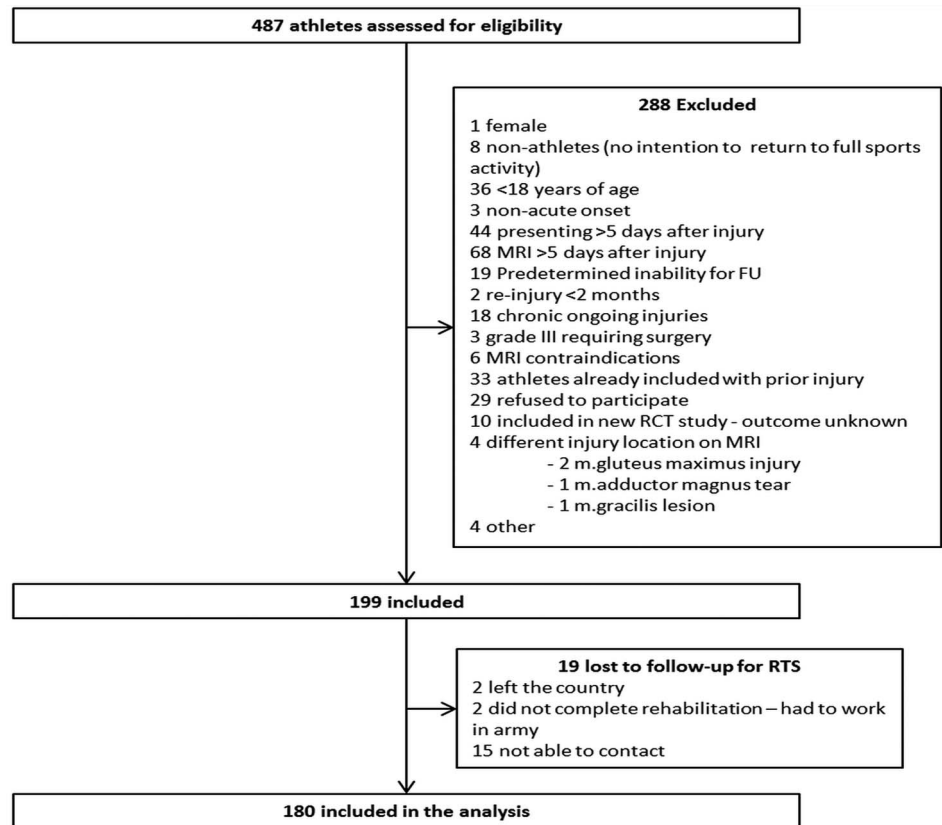 487 athletes assessed for eligibility
288 Excluded
1 female
8 non-athletes (no intention to return to full sports
activity)
36 <18 years of age
3 non-acute onset
44 presenting >5 days after injury
68 MRI >5 days after injury
19 Predetermined inability for FU
2 re-injury <2 months
18 chronic ongoing injuries
3 grade III requiring surgery
6 MRI contraindications
33 athletes already included with prior injury
29 refused to participate
10 included in new RCT study - outcome unknown
4 different injury location on MRI
- 2 m.gluteus maximus injury
- 1 m.adductor magnus tear
- 1 m.gracilis lesion
4 other
199 included
19 lost to follow-up for RTS
2 left the country
2 did not complete rehabilitation – had to work
in army
15 not able to contact
180 included in the analysis